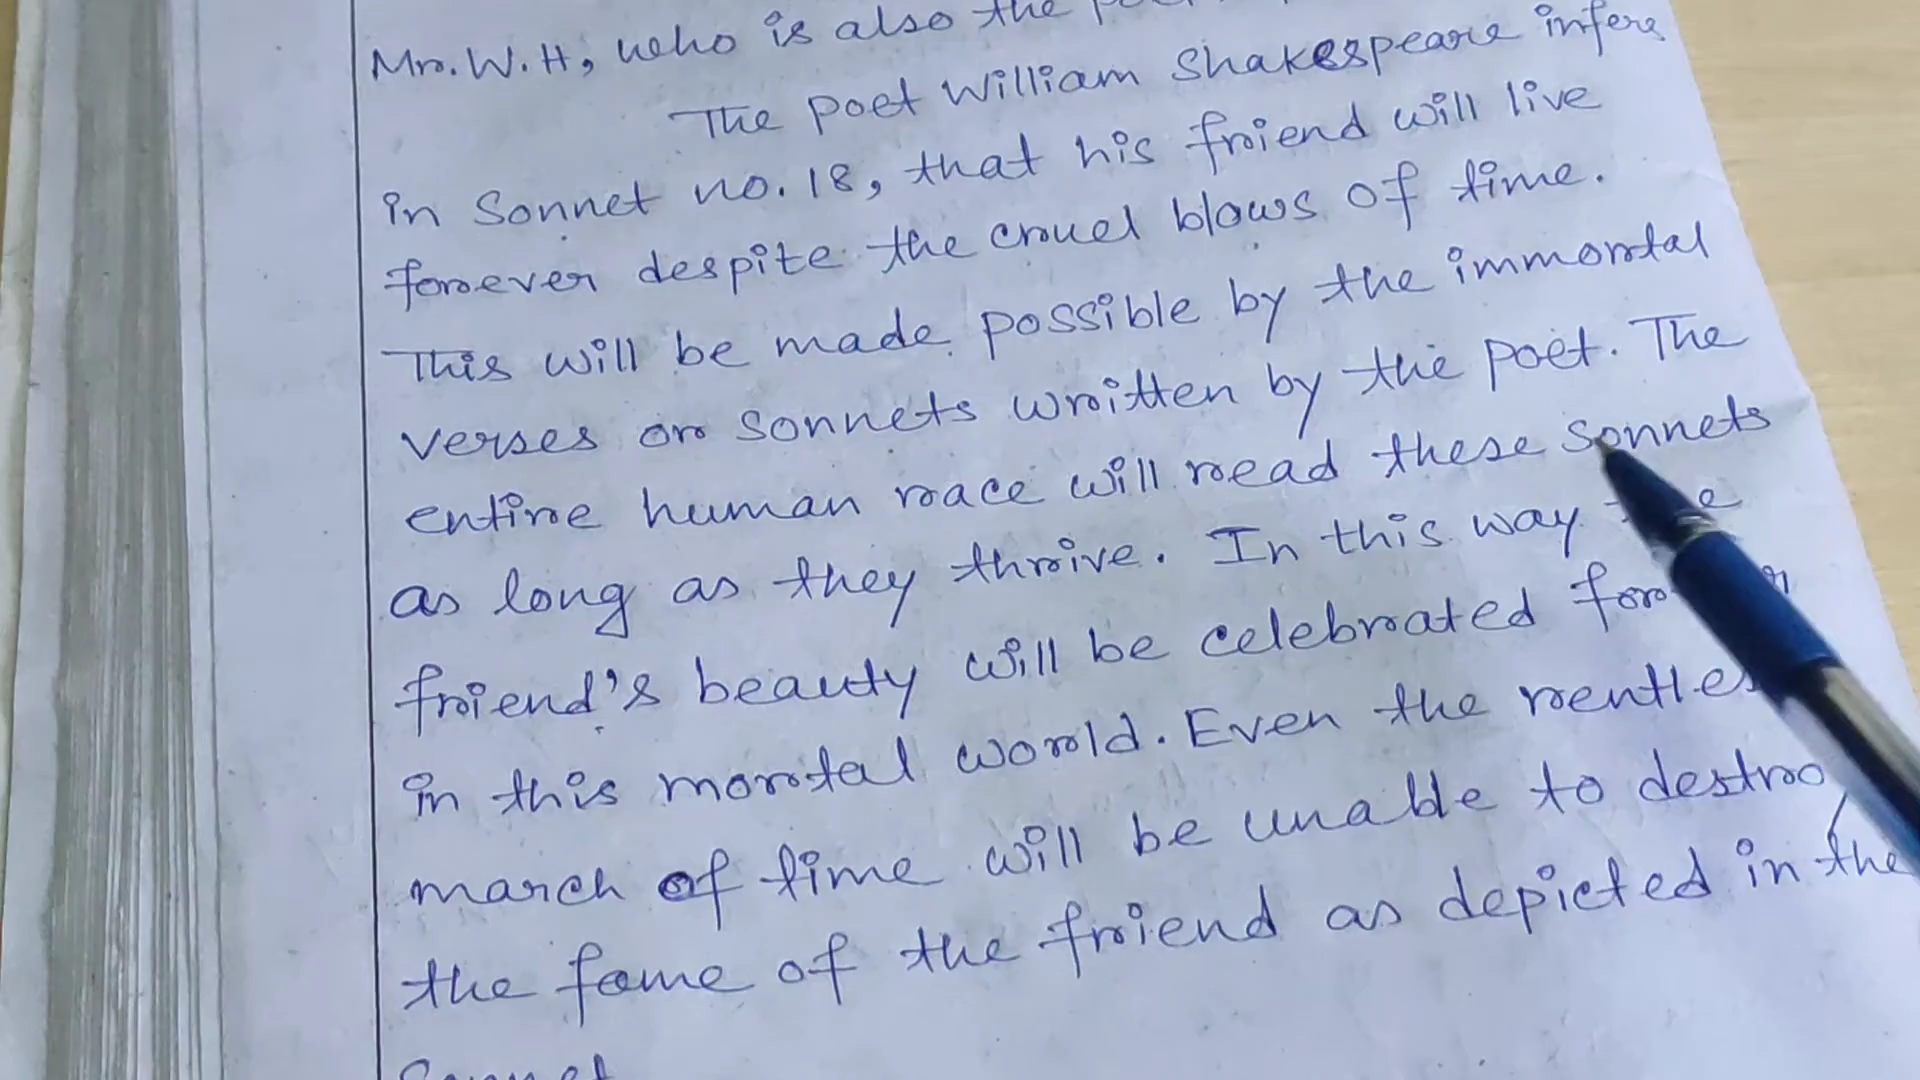 Mr. W.H, who is also the
The poet William Shakespeare infers
in Sonnet no. 18, that his friend will live
forever despite the cruel blows of time.
This will be made possible by the immortal
verses or sonnets written by the poet. The
entire human race will read these sonnets
as long as they thrive. In this way the
friend's beauty will be celebrated
in this mortal world. Even the
march of time will be unable to destroy
the fame of the friend as depicted in the